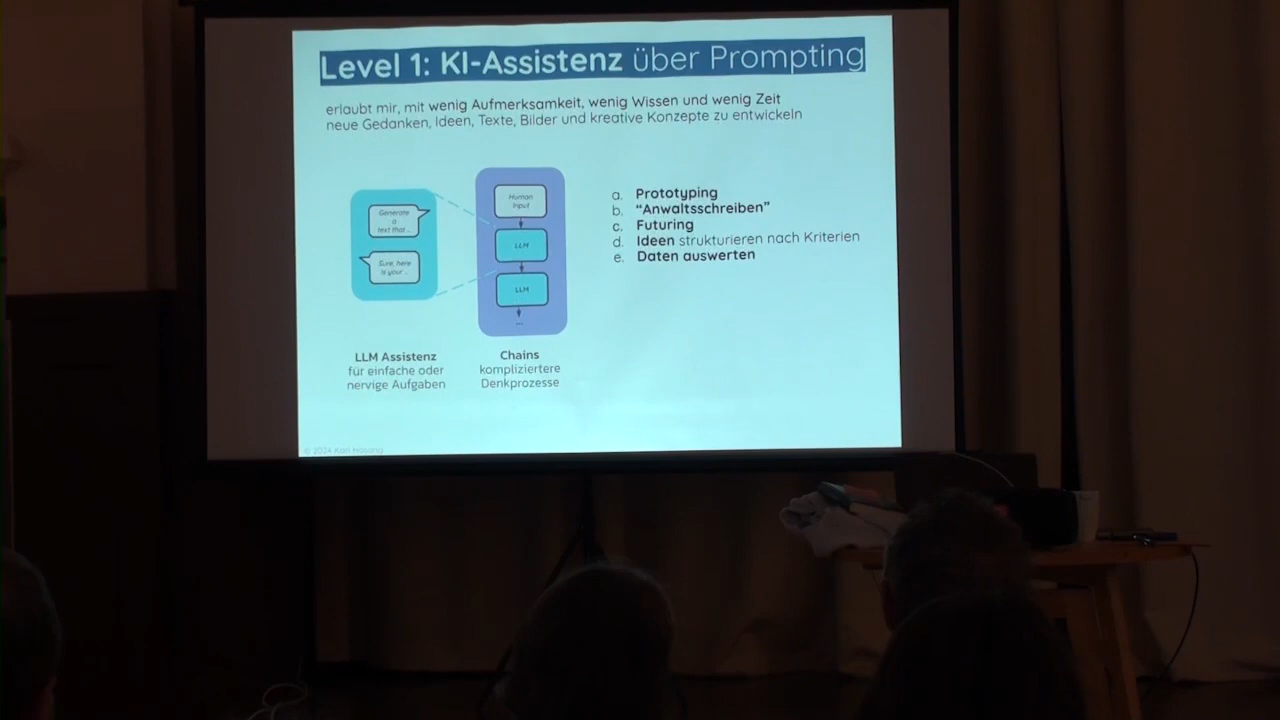 Level 1: KI-Assistenz über Prompting
erlaubt mir, mit wenig Aufmerksamkeit, wenig Wissen und wenig Zeit
neue Gedanken, Ideen, Texte, Bilder und kreative Konzepte zu entwickeln
Generate
a
text that ...
Sure, here
is your ...
Human
Input
LLM
LLM
...
a. Prototyping
b. “Anwaltsschreiben”
c. Futuring
d. Ideen strukturieren nach Kriterien
e. Daten auswerten
LLM Assistenz
für einfache oder
nervige Aufgaben
Chains
kompliziertere
Denkprozesse
© 2024